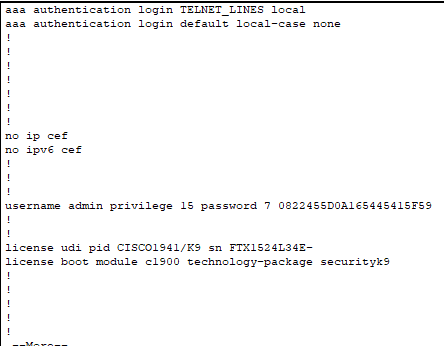 aaa authentication login TELNET_LINES local
aaa authentication login default local-case none
!
!
!
!
!
!
!
no ip cef
no ipv6 cef
!
!
!
username admin privilege 15 password 7 0822455D0A165445415F59
!
!
license udi pid CISCO1941/K9 sn FTX1524L34E-
license boot module c1900 technology-package securityk9
!
!
!
!
!
--More--